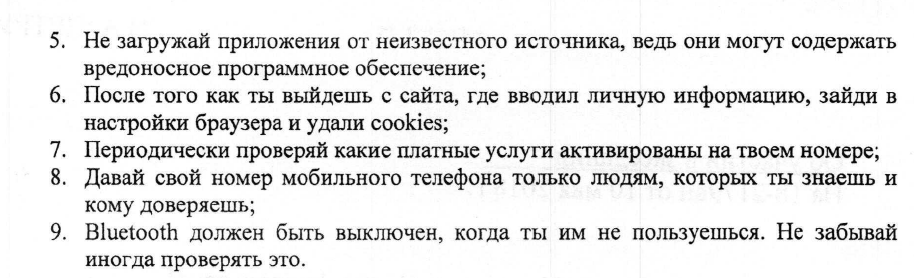 5. Не загружай приложения от неизвестного источника, ведь они могут содержать
вредоносное программное обеспечение;
6. После того как ты выйдешь с сайта, где вводил личную информацию, зайди в
настройки браузера и удали cookies;
7. Периодически проверяй какие платные услуги активированы на твоем номере;
8. Давай свой номер мобильного телефона только людям, которых ты знаешь и
кому доверяешь;
9. Bluetooth должен быть выключен, когда ты им не пользуешься. Не забывай
иногда проверять это.